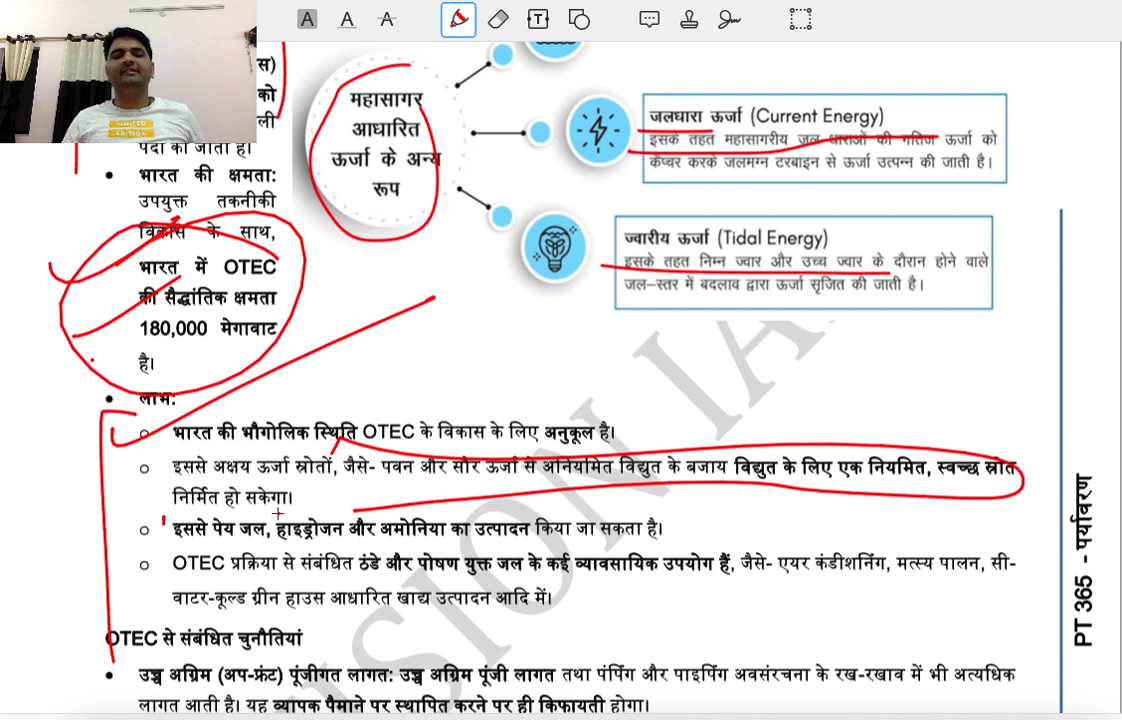 A A A T
LIMITED
EDITION
स)
को
ली
पैदा की जाती है।
• भारत की क्षमता:
उपयुक्त तकनीकी
विकास के साथ,
भारत में OTEC
की सैद्धांतिक क्षमता
180,000 मेगावाट
है।
महासागर
आधारित
ऊर्जा के अन्य
रूप
जलधारा ऊर्जा (Current Energy)
इसके तहत महासागरीय जल धाराओं की गतिज ऊर्जा को
कैप्चर करके जलमग्न टरबाइन से ऊर्जा उत्पन्न की जाती है।
ज्वारीय ऊर्जा (Tidal Energy)
इसके तहत निम्न ज्वार और उच्च ज्वार के दौरान होने वाले
जल-स्तर में बदलाव द्वारा ऊर्जा सृजित की जाती है।
• लाभ:
○ भारत की भौगोलिक स्थिति OTEC के विकास के लिए अनुकूल है।
○ इससे अक्षय ऊर्जा स्रोतों, जैसे- पवन और सौर ऊर्जा से अनियमित विद्युत के बजाय विद्युत के लिए एक नियमित, स्वच्छ स्रोत
निर्मित हो सकेगा।
○ इससे पेय जल, हाइड्रोजन और अमोनिया का उत्पादन किया जा सकता है।
○ OTEC प्रक्रिया से संबंधित ठंडे और पोषण युक्त जल के कई व्यावसायिक उपयोग हैं, जैसे- एयर कंडीशनिंग, मत्स्य पालन, सी-
वाटर-कूल्ड ग्रीन हाउस आधारित खाद्य उत्पादन आदि में।
OTEC से संबंधित चुनौतियां
• उच्च अग्रिम (अप-फ्रंट) पूंजीगत लागत: उच्च अग्रिम पूंजी लागत तथा पंपिंग और पाइपिंग अवसंरचना के रख-रखाव में भी अत्यधिक
लागत आती है। यह व्यापक पैमाने पर स्थापित करने पर ही किफायती होगा।
PT 365 - पर्यावरण
VISION IA